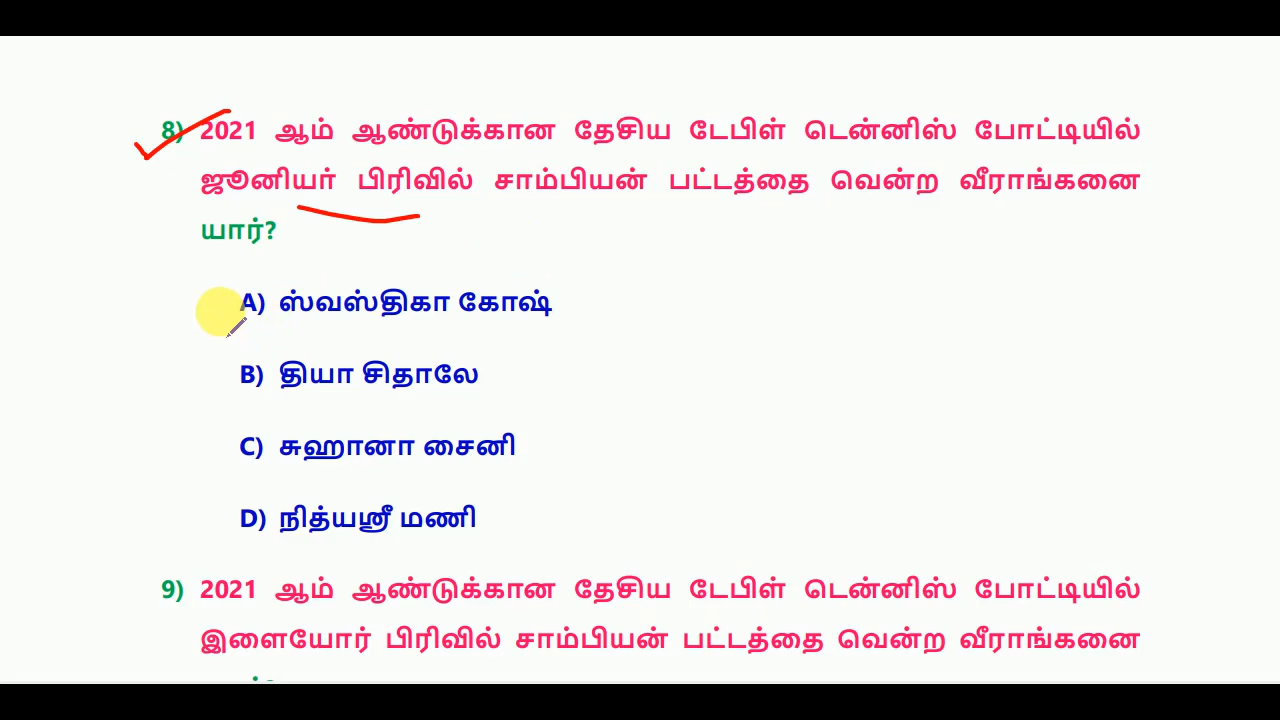 8) 2021 ஆம் ஆண்டுக்கான தேசிய டேபிள் டென்னிஸ் போட்டியில்
ஜூனியர் பிரிவில் சாம்பியன் பட்டத்தை வென்ற வீராங்கனை
யார்?
A) ஸ்வஸ்திகா கோஷ்
B) தியா சிதாலே
C) சுஹானா சைனி
D) நித்யஸ்ரீ மணி
9) 2021 ஆம் ஆண்டுக்கான தேசிய டேபிள் டென்னிஸ் போட்டியில்
இளையோர் பிரிவில் சாம்பியன் பட்டத்தை வென்ற வீராங்கனை